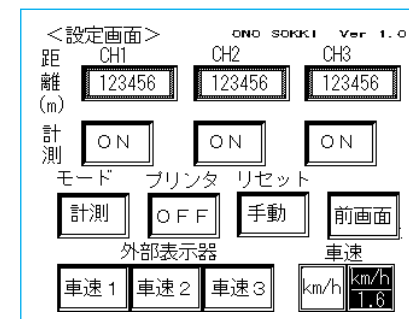 ＜設定画面＞ ONO SOKKI Ver 1.0
距離(m) CH1 CH2 CH3
123456 123456 123456
計測 ON ON ON
モード プリンタ リセット
計測 OFF 手動 前画面
外部表示器 車速
車速1 車速2 車速3 km/h km/h
1.6